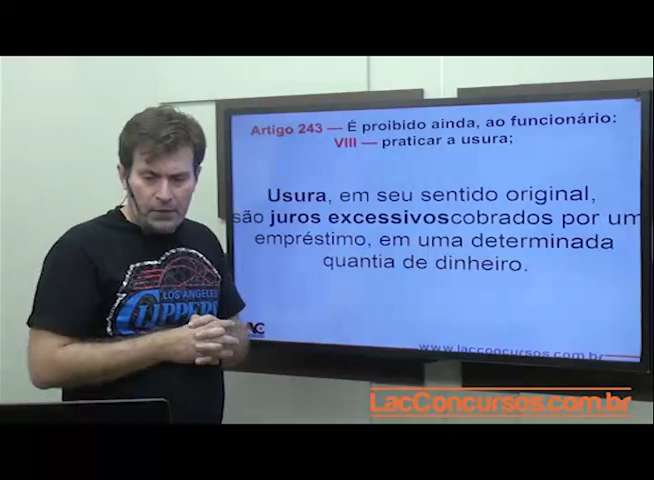 Artigo 243 — É proibido ainda, ao funcionário:
VIII — praticar a usura;
Usura, em seu sentido original,
são juros excessivoscobrados por um
empréstimo, em uma determinada
quantia de dinheiro.
LOS ANGELES
CLIPPERS
www.lacconcursos.com.br
LacConcursos.com.br